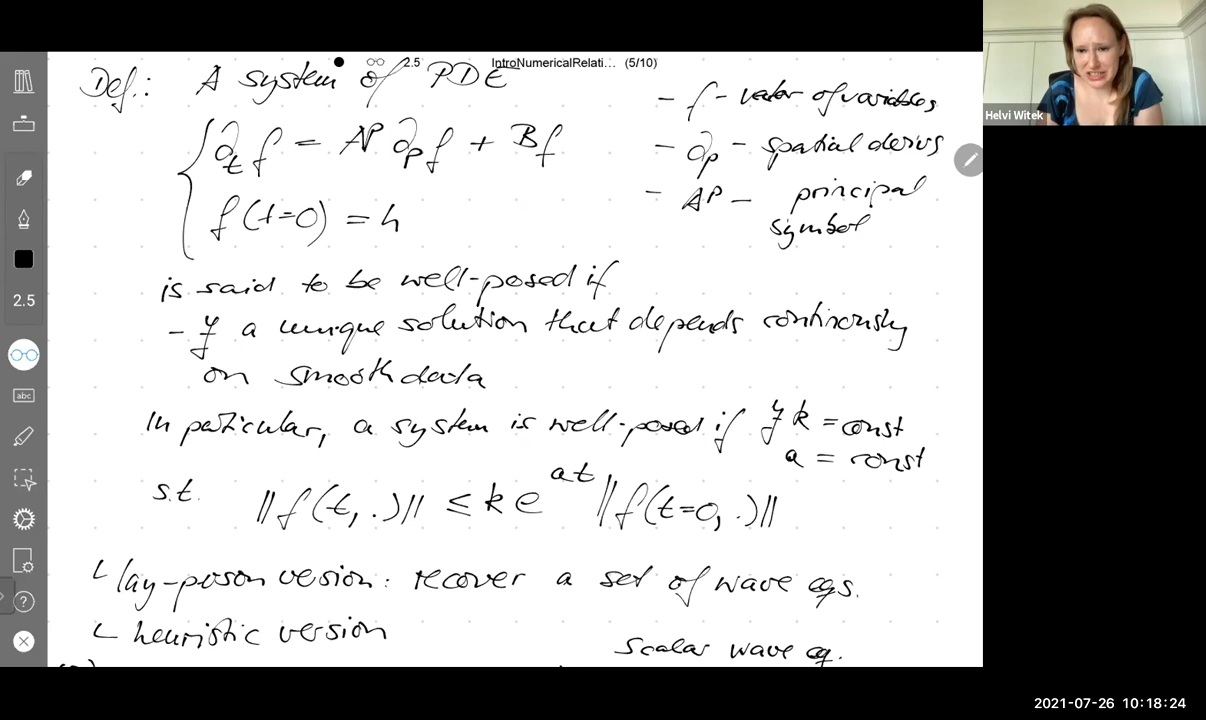 2.5 IntroNumericalRelati... (5/10)
Def.: A system of PDE
∂t f = A^p ∂p f + B f
f(t=0) = h
- f - vector of variables
- ∂p - spatial derivs
- A^p - principal
symbol
is said to be well-posed if
- ∃ a unique solution that depends continously
on smooth data
In particular, a system is well-posed if ∃ k = const
a = const
s.t. ||f(t, .)|| ≤ k e^{at} ||f(t=0, .)||
lay-person version: recover a set of wave eqs.
heuristic version
Scalar wave eq.
2.5
abc
?
Helvi Witek
2021-07-26 10:18:24